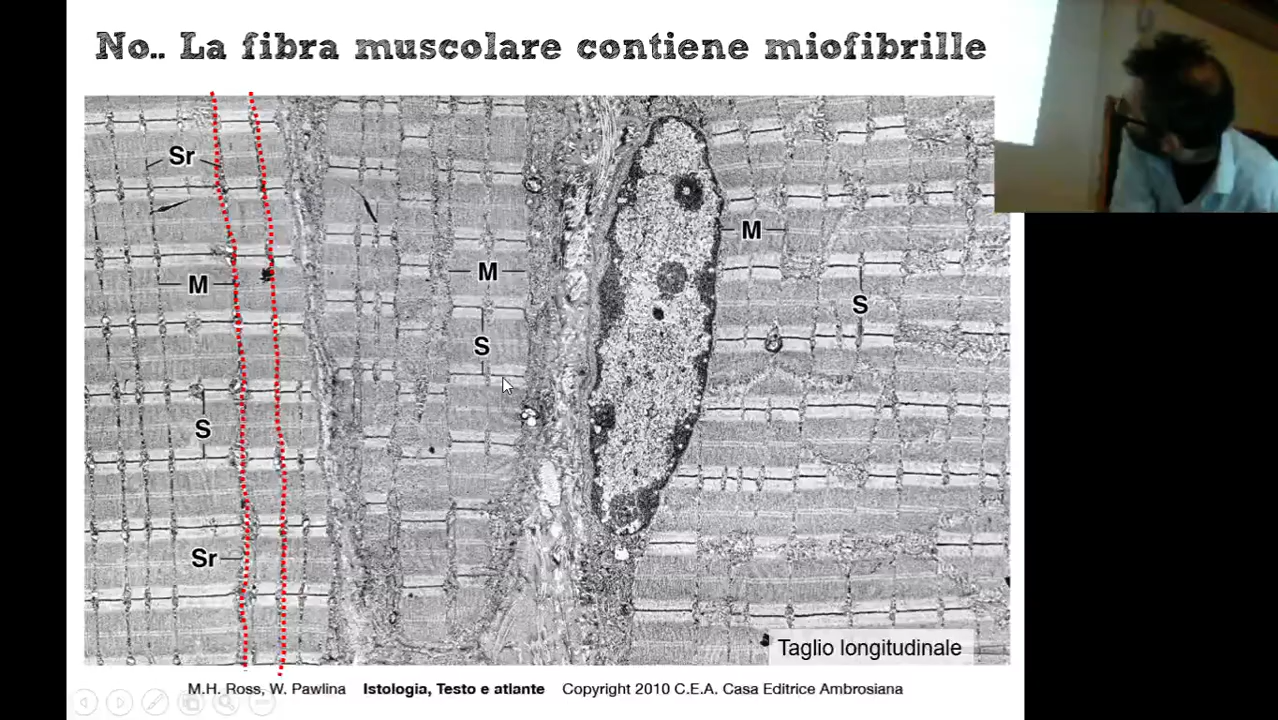 No.. La fibra muscolare contiene miofibrille
Sr
M
M
M
S
S
S
Sr
Taglio longitudinale
M.H. Ross, W. Pawlina Istologia, Testo e atlante Copyright 2010 C.E.A. Casa Editrice Ambrosiana